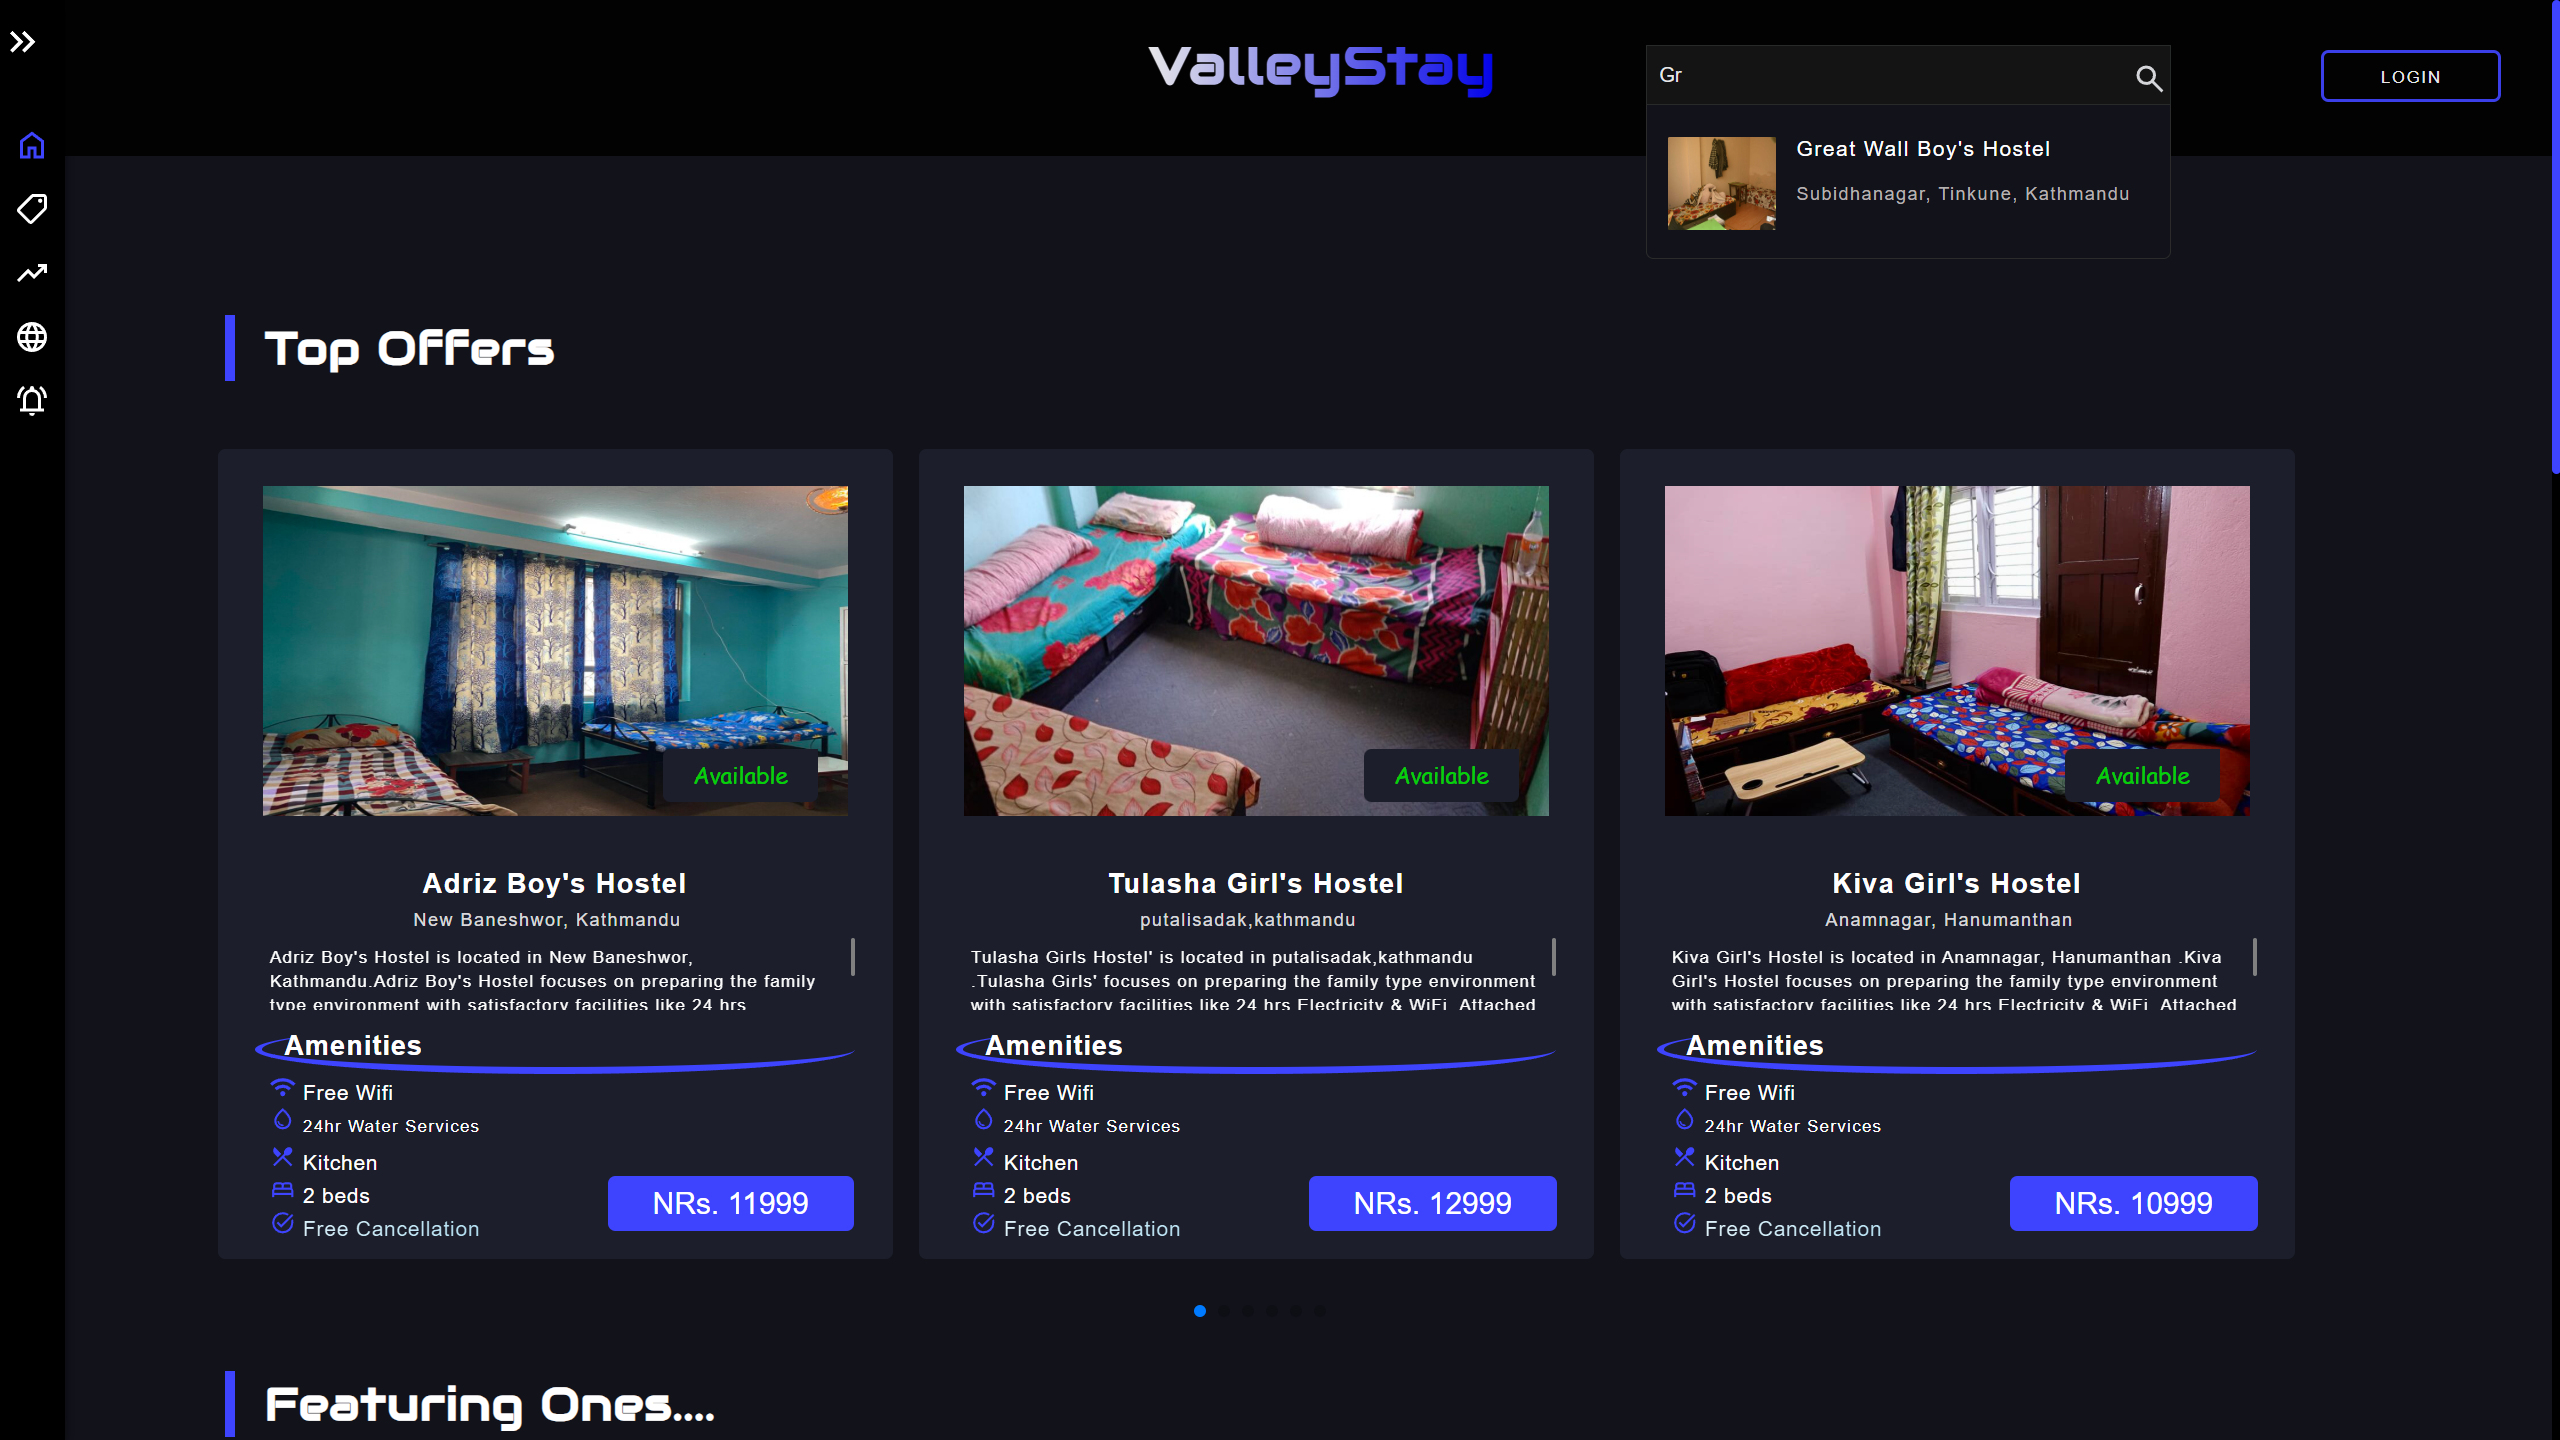 ValleyStay
Gr
LOGIN
Great Wall Boy's Hostel
Subidhanagar, Tinkune, Kathmandu
Top Offers
Available
Adriz Boy's Hostel
New Baneshwor, Kathmandu
Adriz Boy's Hostel is located in New Baneshwor,
Kathmandu.Adriz Boy's Hostel focuses on preparing the family
type environment with satisfactory facilities like 24 hrs
Amenities
Free Wifi
24hr Water Services
Kitchen
2 beds
Free Cancellation
NRs. 11999
Available
Tulasha Girl's Hostel
putalisadak,kathmandu
Tulasha Girls Hostel' is located in putalisadak,kathmandu
.Tulasha Girls' focuses on preparing the family type environment
with satisfactory facilities like 24 hrs Electricity & WiFi, Attached
Amenities
Free Wifi
24hr Water Services
Kitchen
2 beds
Free Cancellation
NRs. 12999
Available
Kiva Girl's Hostel
Anamnagar, Hanumanthan
Kiva Girl's Hostel is located in Anamnagar, Hanumanthan .Kiva
Girl's Hostel focuses on preparing the family type environment
with satisfactory facilities like 24 hrs Electricity & WiFi, Attached
Amenities
Free Wifi
24hr Water Services
Kitchen
2 beds
Free Cancellation
NRs. 10999
Featuring Ones....